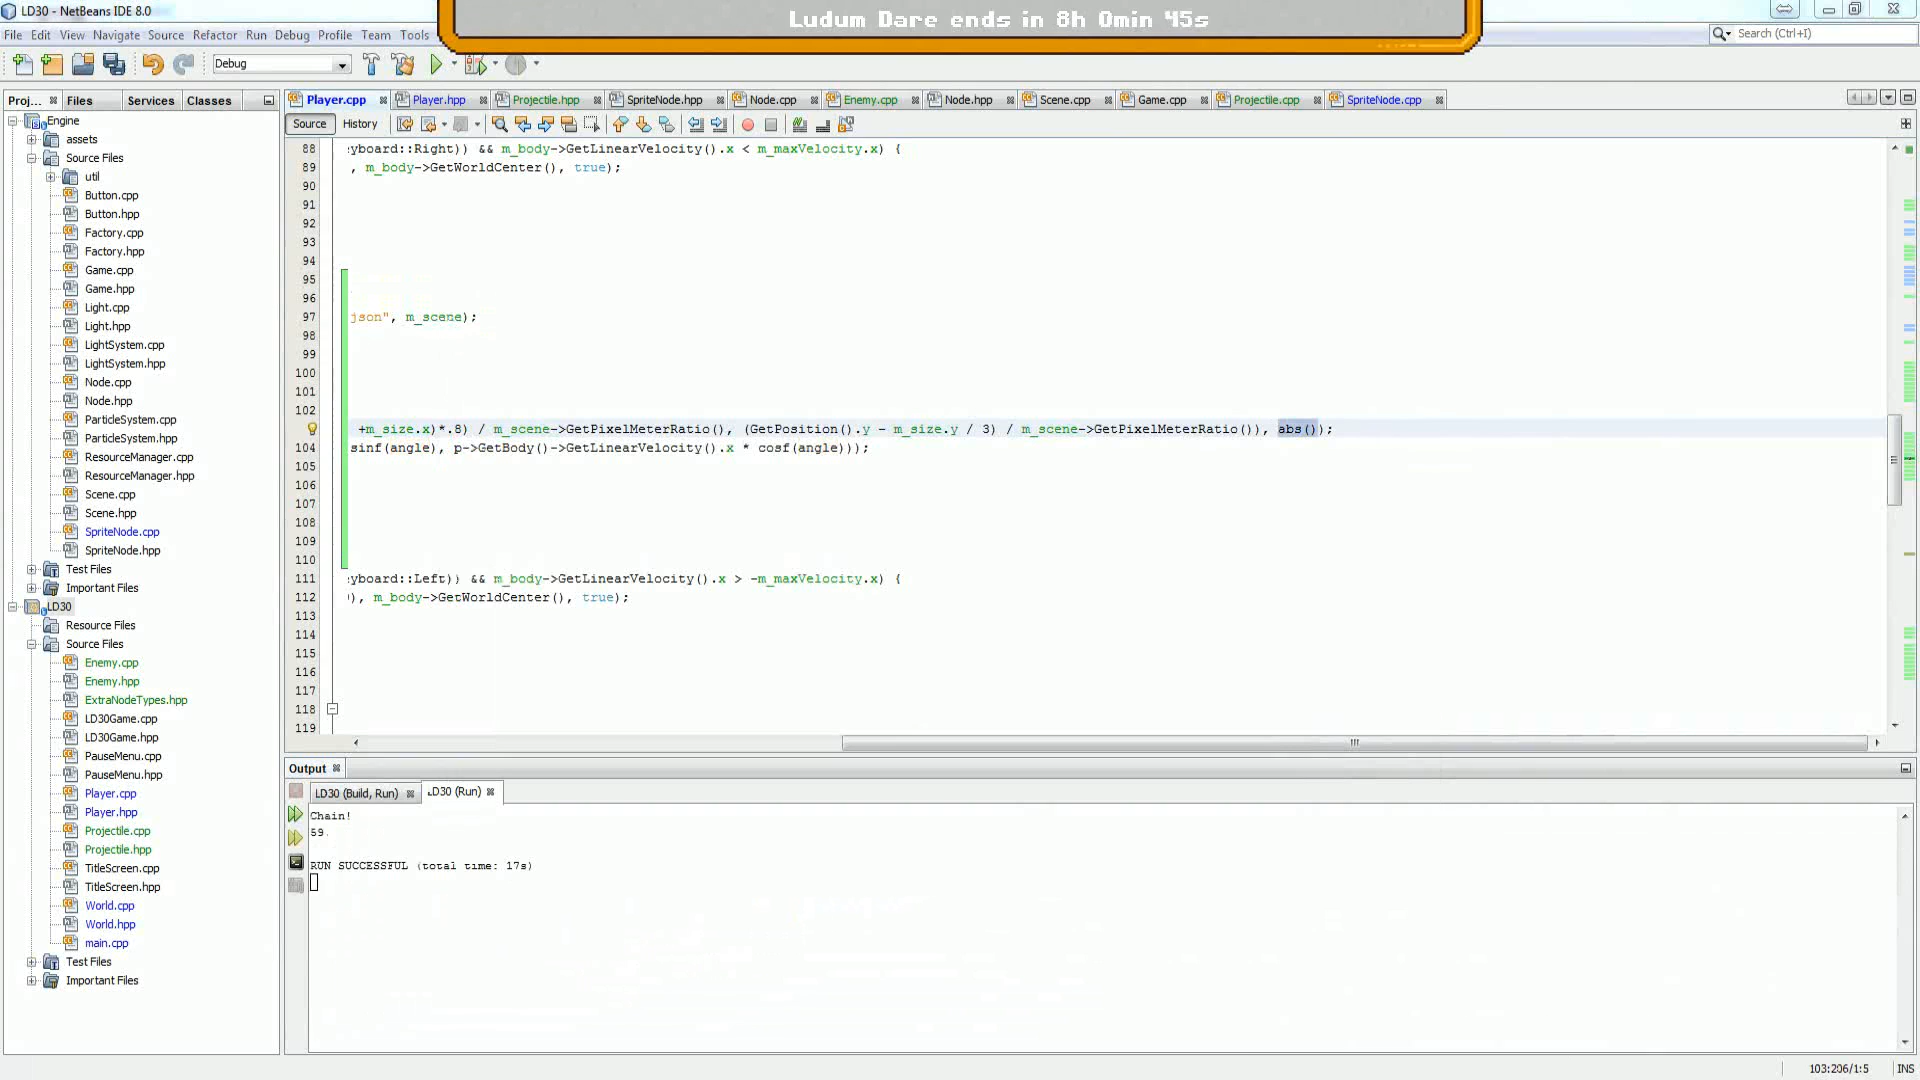 LD30 - NetBeans IDE 8.0
Ludum Dare ends in 8h 0min 45s
File Edit View Navigate Source Refactor Run Debug Profile Team Tools
Search (Ctrl+I)
Debug
Proj... Files Services Classes
Player.cpp Player.hpp Projectile.hpp SpriteNode.hpp Node.cpp Enemy.cpp Node.hpp Scene.cpp Game.cpp Projectile.cpp SpriteNode.cpp
Source History
Engine
assets
Source Files
util
Button.cpp
Button.hpp
Factory.cpp
Factory.hpp
Game.cpp
Game.hpp
Light.cpp
Light.hpp
LightSystem.cpp
LightSystem.hpp
Node.cpp
Node.hpp
ParticleSystem.cpp
ParticleSystem.hpp
ResourceManager.cpp
ResourceManager.hpp
Scene.cpp
Scene.hpp
SpriteNode.cpp
SpriteNode.hpp
Test Files
Important Files
LD30
Resource Files
Source Files
Enemy.cpp
Enemy.hpp
ExtraNodeTypes.hpp
LD30Game.cpp
LD30Game.hpp
PauseMenu.cpp
PauseMenu.hpp
Player.cpp
Player.hpp
Projectile.cpp
Projectile.hpp
TitleScreen.cpp
TitleScreen.hpp
World.cpp
World.hpp
main.cpp
Test Files
Important Files
88 yboard::Right)) && m_body->GetLinearVelocity().x < m_maxVelocity.x) {
89 , m_body->GetWorldCenter(), true);
90
91
92
93
94
95
96
97 json", m_scene);
98
99
100
101
102
+m_size.x)*.8) / m_scene->GetPixelMeterRatio(), (GetPosition().y - m_size.y / 3) / m_scene->GetPixelMeterRatio()), abs());
104 sinf(angle), p->GetBody()->GetLinearVelocity().x * cosf(angle)));
105
106
107
108
109
110
111 yboard::Left)) && m_body->GetLinearVelocity().x > -m_maxVelocity.x) {
112 ), m_body->GetWorldCenter(), true);
113
114
115
116
117
118
119
Output
LD30 (Build, Run) LD30 (Run)
Chain!
59
RUN SUCCESSFUL (total time: 17s)
103:206/1:5 INS